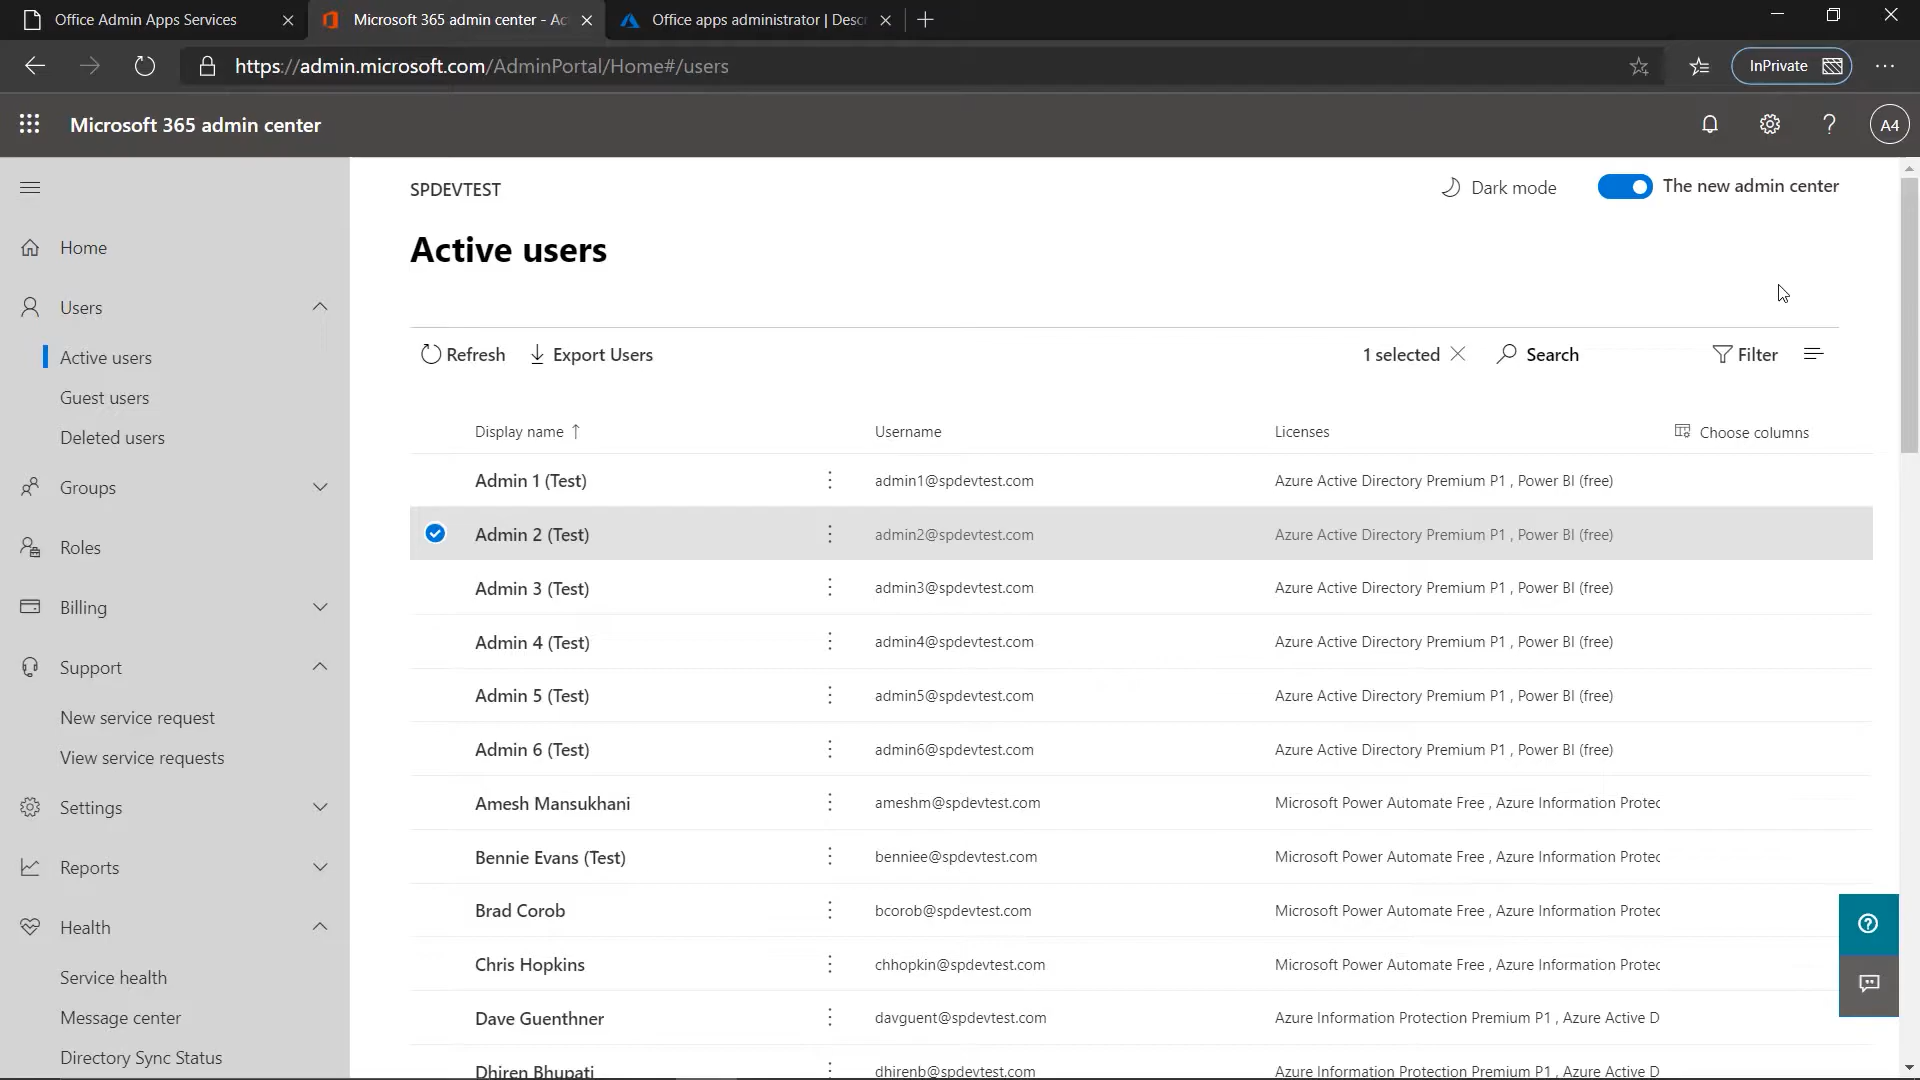 Office Admin Apps Services
Microsoft 365 admin center - Ac
Office apps administrator | Desc
https://admin.microsoft.com/AdminPortal/Home#/users
InPrivate
Microsoft 365 admin center
A4
SPDEVTEST
Dark mode
The new admin center
Active users
Refresh
Export Users
1 selected
Search
Filter
Home
Users
Active users
Guest users
Deleted users
Groups
Roles
Billing
Support
New service request
View service requests
Settings
Reports
Health
Service health
Message center
Directory Sync Status
Display name ↑ Username Licenses Choose columns
Admin 1 (Test) admin1@spdevtest.com Azure Active Directory Premium P1 , Power BI (free)
Admin 2 (Test) admin2@spdevtest.com Azure Active Directory Premium P1 , Power BI (free)
Admin 3 (Test) admin3@spdevtest.com Azure Active Directory Premium P1 , Power BI (free)
Admin 4 (Test) admin4@spdevtest.com Azure Active Directory Premium P1 , Power BI (free)
Admin 5 (Test) admin5@spdevtest.com Azure Active Directory Premium P1 , Power BI (free)
Admin 6 (Test) admin6@spdevtest.com Azure Active Directory Premium P1 , Power BI (free)
Amesh Mansukhani ameshm@spdevtest.com Microsoft Power Automate Free , Azure Information Protec
Bennie Evans (Test) benniee@spdevtest.com Microsoft Power Automate Free , Azure Information Protec
Brad Corob bcorob@spdevtest.com Microsoft Power Automate Free , Azure Information Protec
Chris Hopkins chhopkin@spdevtest.com Microsoft Power Automate Free , Azure Information Protec
Dave Guenthner davguent@spdevtest.com Azure Information Protection Premium P1 , Azure Active D
Dhiren Bhupati dhirenb@spdevtest.com Azure Information Protection Premium P1 , Azure Active D